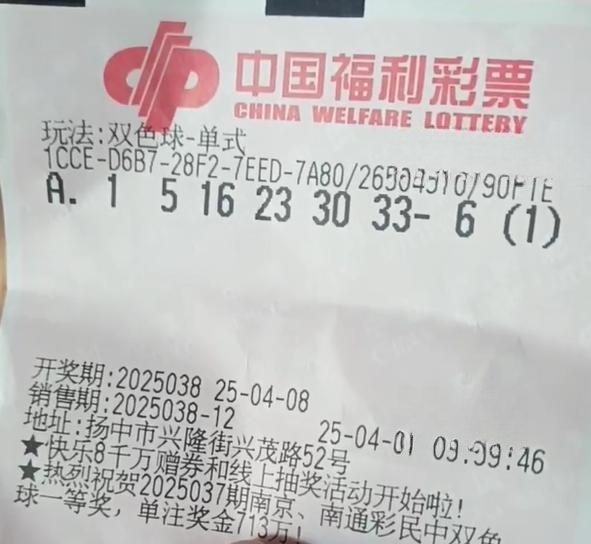 中国福利彩票
CHINA WELFARE LOTTERY
玩法:双色球-单式
1CCE-D6B7-28F2-7EED-7A80/
A. 1 5 16 23 30 33- 6 (1)
开奖期:2025038 25-04-08
销售期:2025038-12 25-04-01 09:09:46
地址:扬中市兴隆街兴茂路52号
★快乐8千万赠券和线上抽奖活动开始啦!
★热烈祝贺2025037期南京、南通彩民中双色
球一等奖,单注奖金713万!